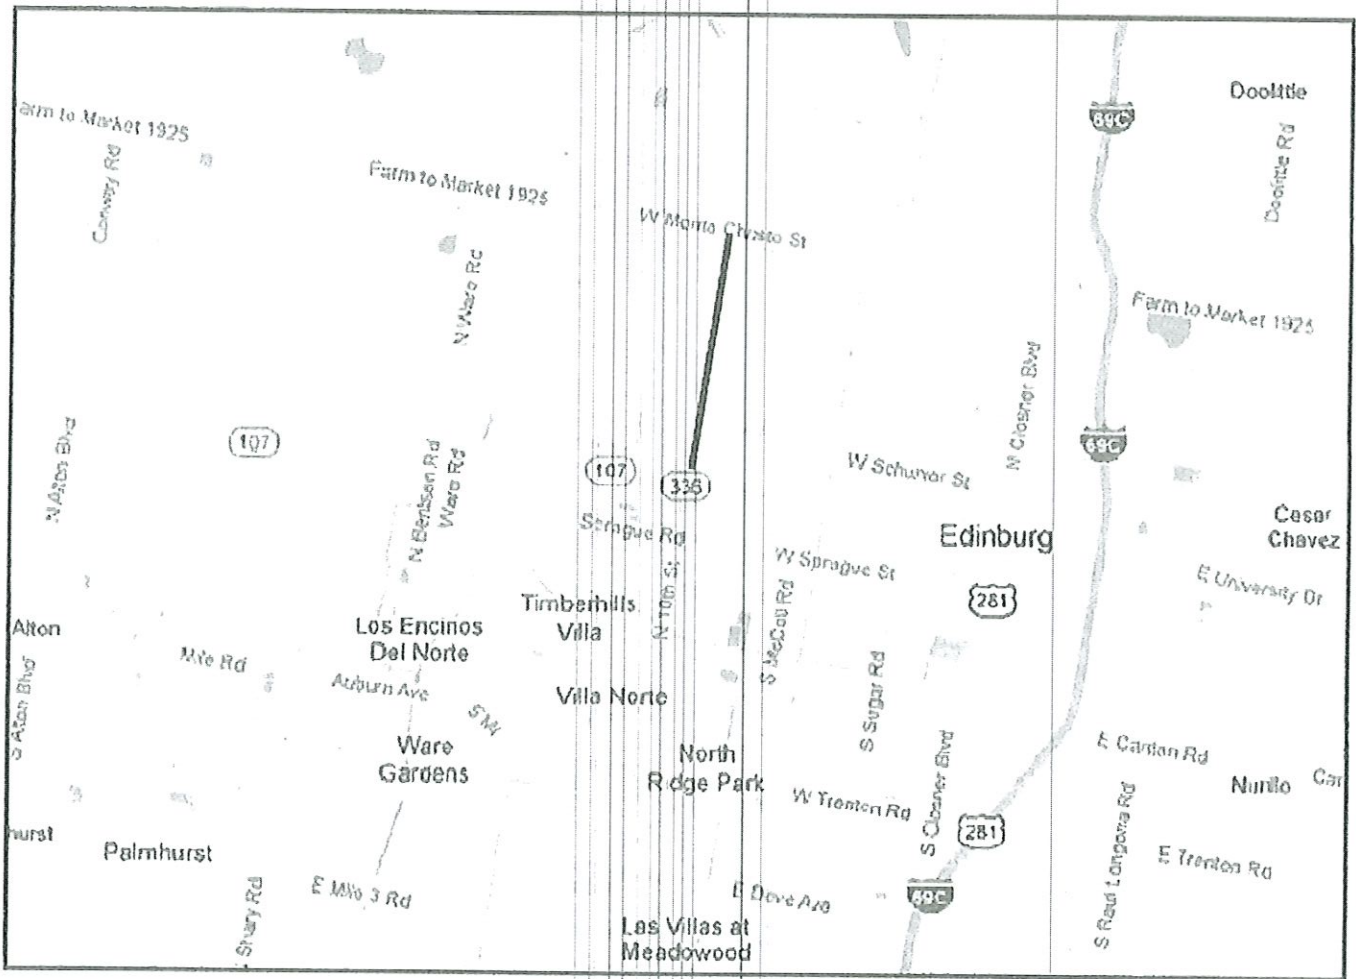 Doolittle
69C
arm to Market 1925
Conway Rd
Doolittle Rd
Farm to Market 1925
W Monte Christo St
N Ware Rd
Farm to Market 1925
N Closner Blvd
N Alton Blvd
107
69C
107
336
W Schunior St
N Bentsen Rd
Ware Rd
Sprague Rd
Edinburg
Cesar
Chavez
W Sprague St
E University Dr
N 10th St
281
Timberhills
Villa
S McColl Rd
Alton
Los Encinos
Del Norte
Mile Rd
Auburn Ave
Villa Norte
S Alton Blvd
S Sugar Rd
Ware
Gardens
North
Ridge Park
S Closner Blvd
E Canton Rd
Nurillo
Car
W Trenton Rd
S Raul Longoria Rd
281
hurst
Palmhurst
E Trenton Rd
E Mile 3 Rd
E Dove Ave
69C
Shary Rd
Las Villas at
Meadowood